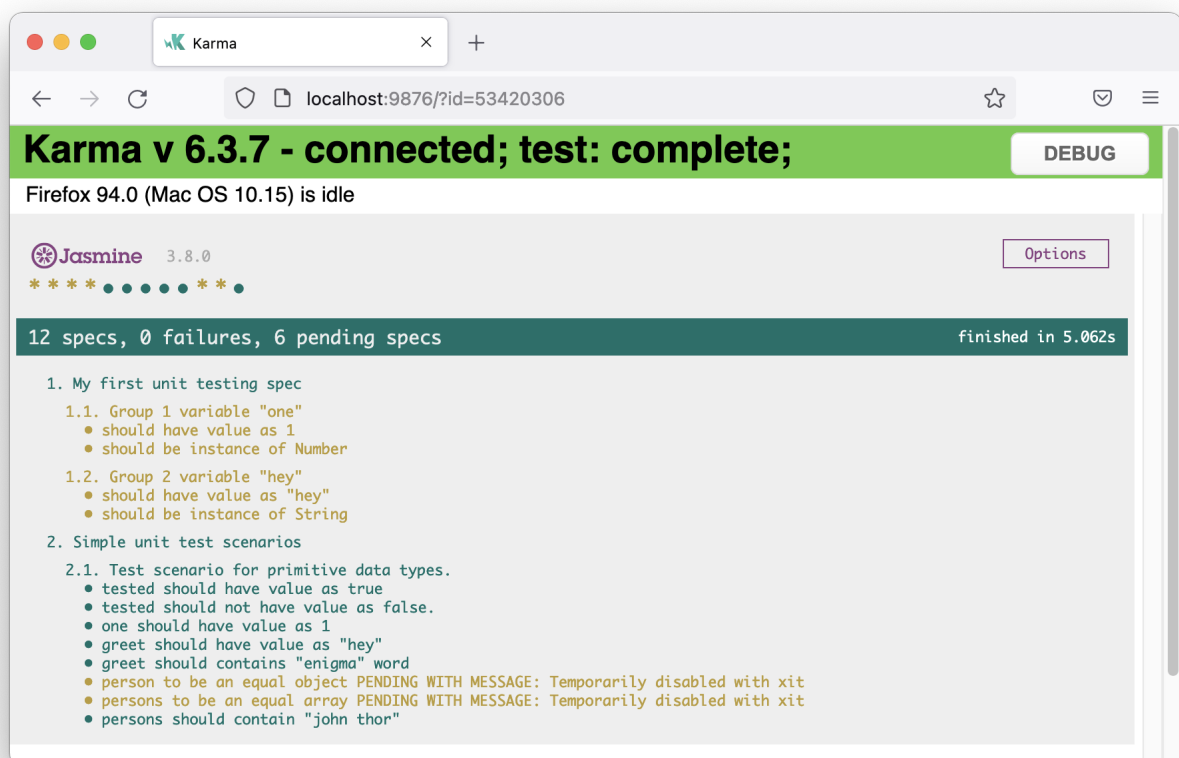 Karma
localhost:9876/?id=53420306
Karma v 6.3.7 - connected; test: complete;
DEBUG
Firefox 94.0 (Mac OS 10.15) is idle
Jasmine 3.8.0
Options
* * * * ● ● ● ● ● * * ●
12 specs, 0 failures, 6 pending specs
finished in 5.062s
1. My first unit testing spec
1.1. Group 1 variable "one"
• should have value as 1
• should be instance of Number
1.2. Group 2 variable "hey"
• should have value as "hey"
• should be instance of String
2. Simple unit test scenarios
2.1. Test scenario for primitive data types.
• tested should have value as true
• tested should not have value as false.
• one should have value as 1
• greet should have value as "hey"
• greet should contains "enigma" word
• person to be an equal object PENDING WITH MESSAGE: Temporarily disabled with xit
• persons to be an equal array PENDING WITH MESSAGE: Temporarily disabled with xit
• persons should contain "john thor"